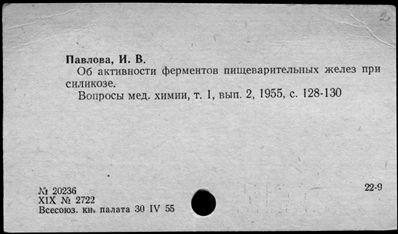 Павлова, И. В.
Об активности ферментов пищеварительных желез при
силикозе.
Вопросы мед. химии, т. I, вып. 2, 1955, с. 128-130
№ 20236
XIX № 2722
Всесоюз. кн. палата 30 IV 55
22-9